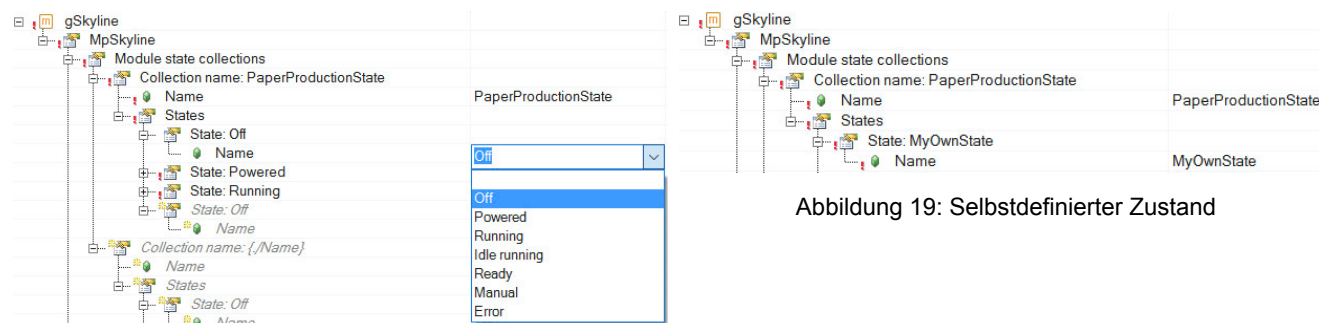 gSkyline
MpSkyline
Module state collections
Collection name: PaperProductionState
Name PaperProductionState
States
State: Off
Name Off
State: Powered
State: Running
State: Off
Name
Collection name: {./Name}
Name
States
State: Off
Name
Off
Powered
Running
Idle running
Ready
Manual
Error
gSkyline
MpSkyline
Module state collections
Collection name: PaperProductionState
Name PaperProductionState
States
State: MyOwnState
Name MyOwnState
Abbildung 19: Selbstdefinierter Zustand